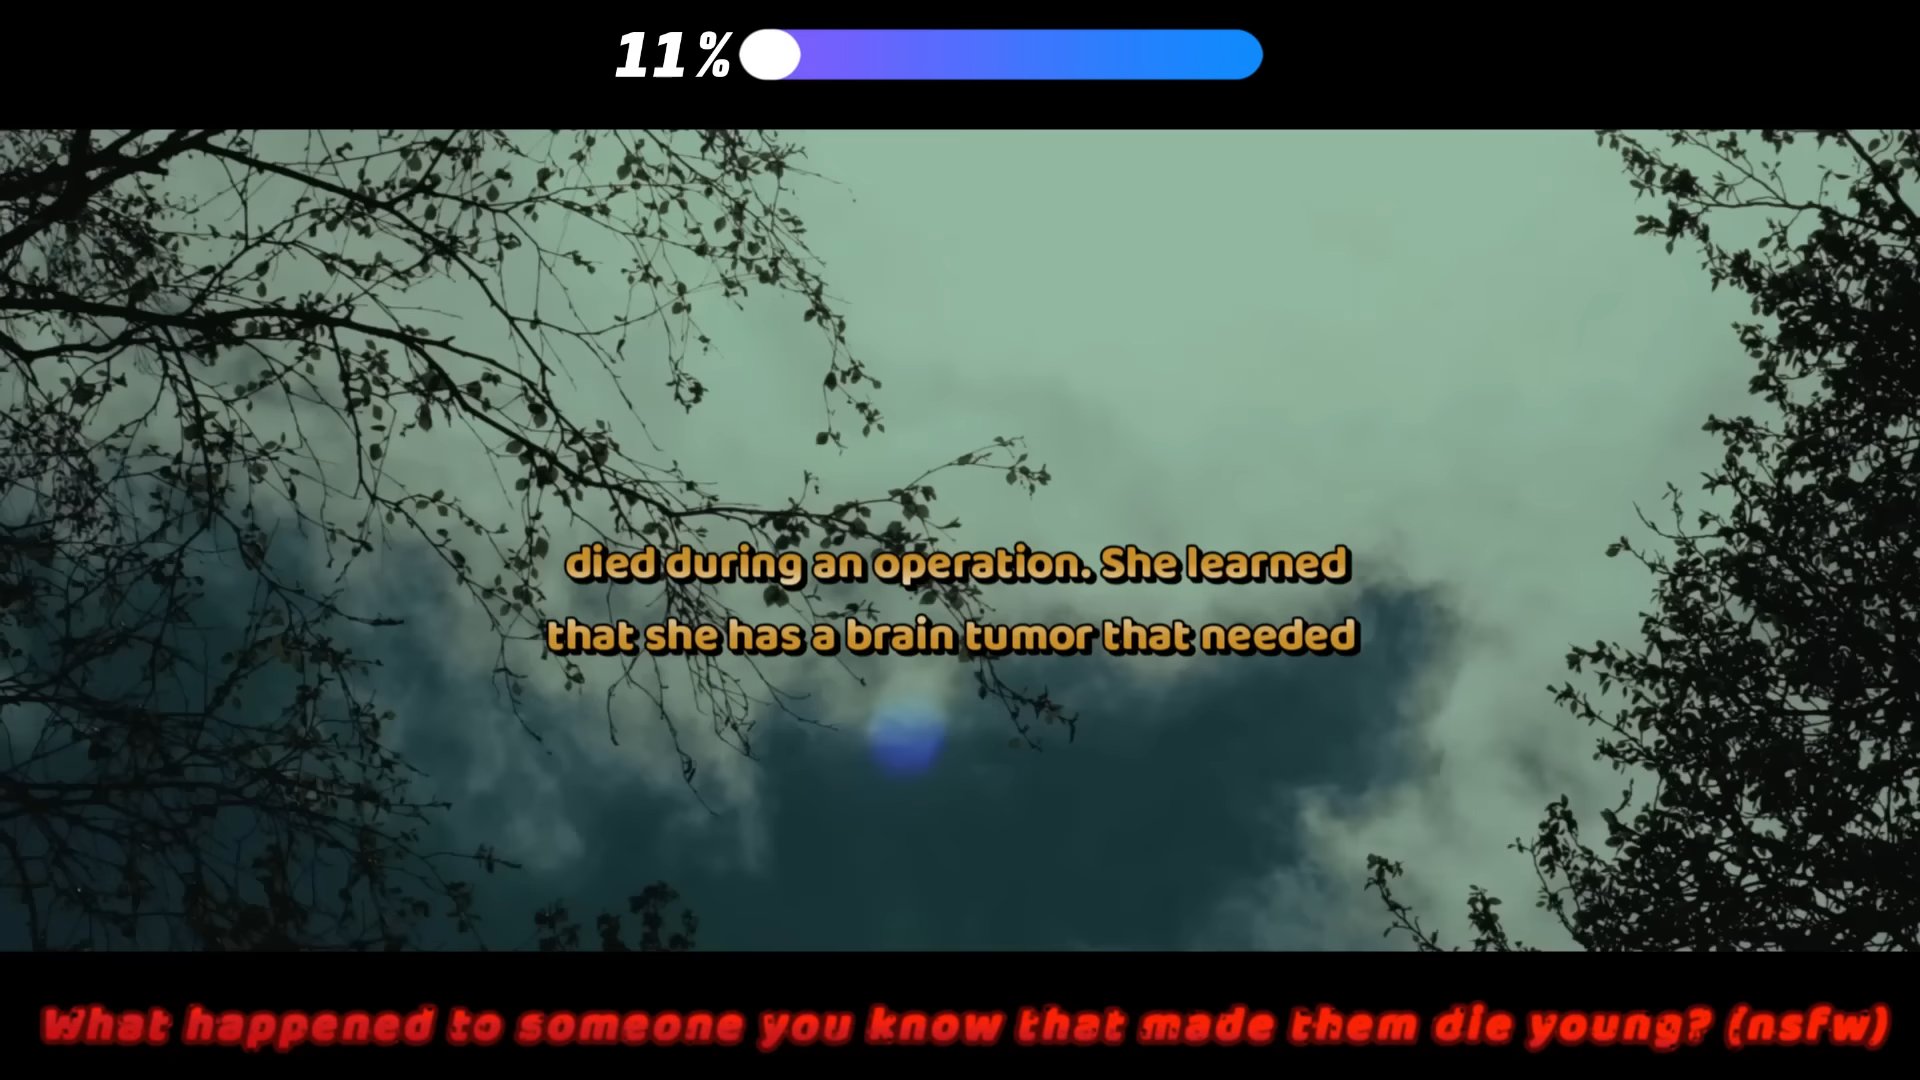 11%
died during an operation. She learned
that she has a brain tumor that needed
What happened to someone you know that made them die young? (nsfw)